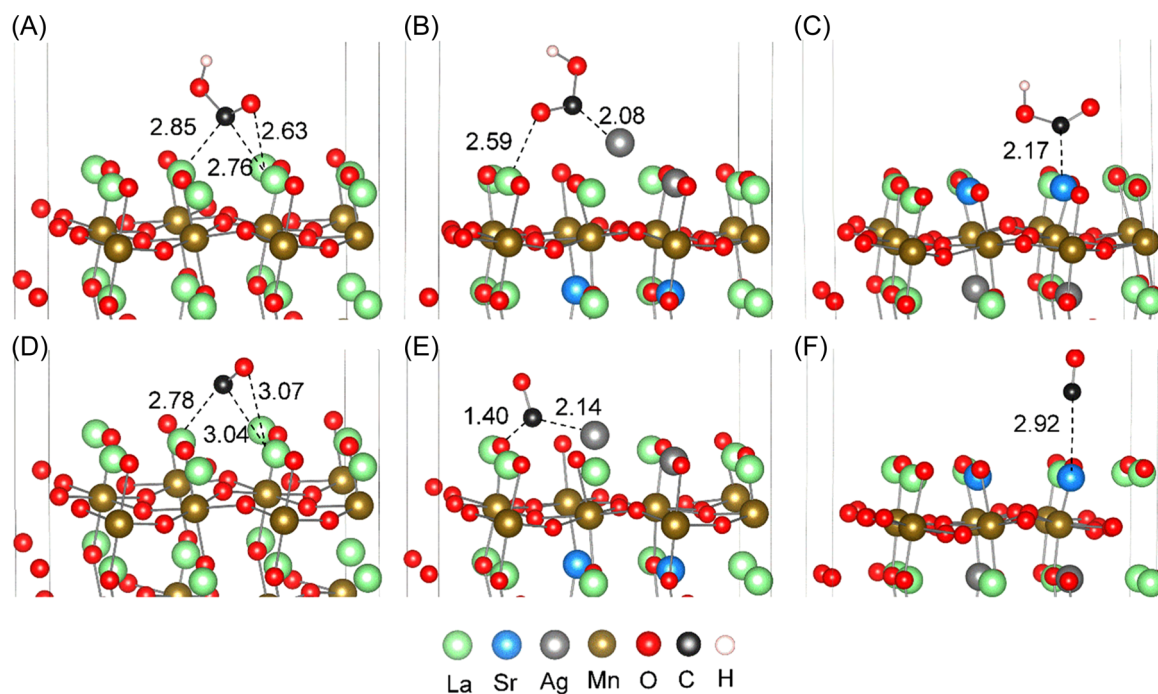 (A) (B) (C)
2.85 2.63 2.76
2.59 2.08
2.17
(D) (E) (F)
2.78 3.07 3.04
1.40 2.14
2.92
La Sr Ag Mn O C H